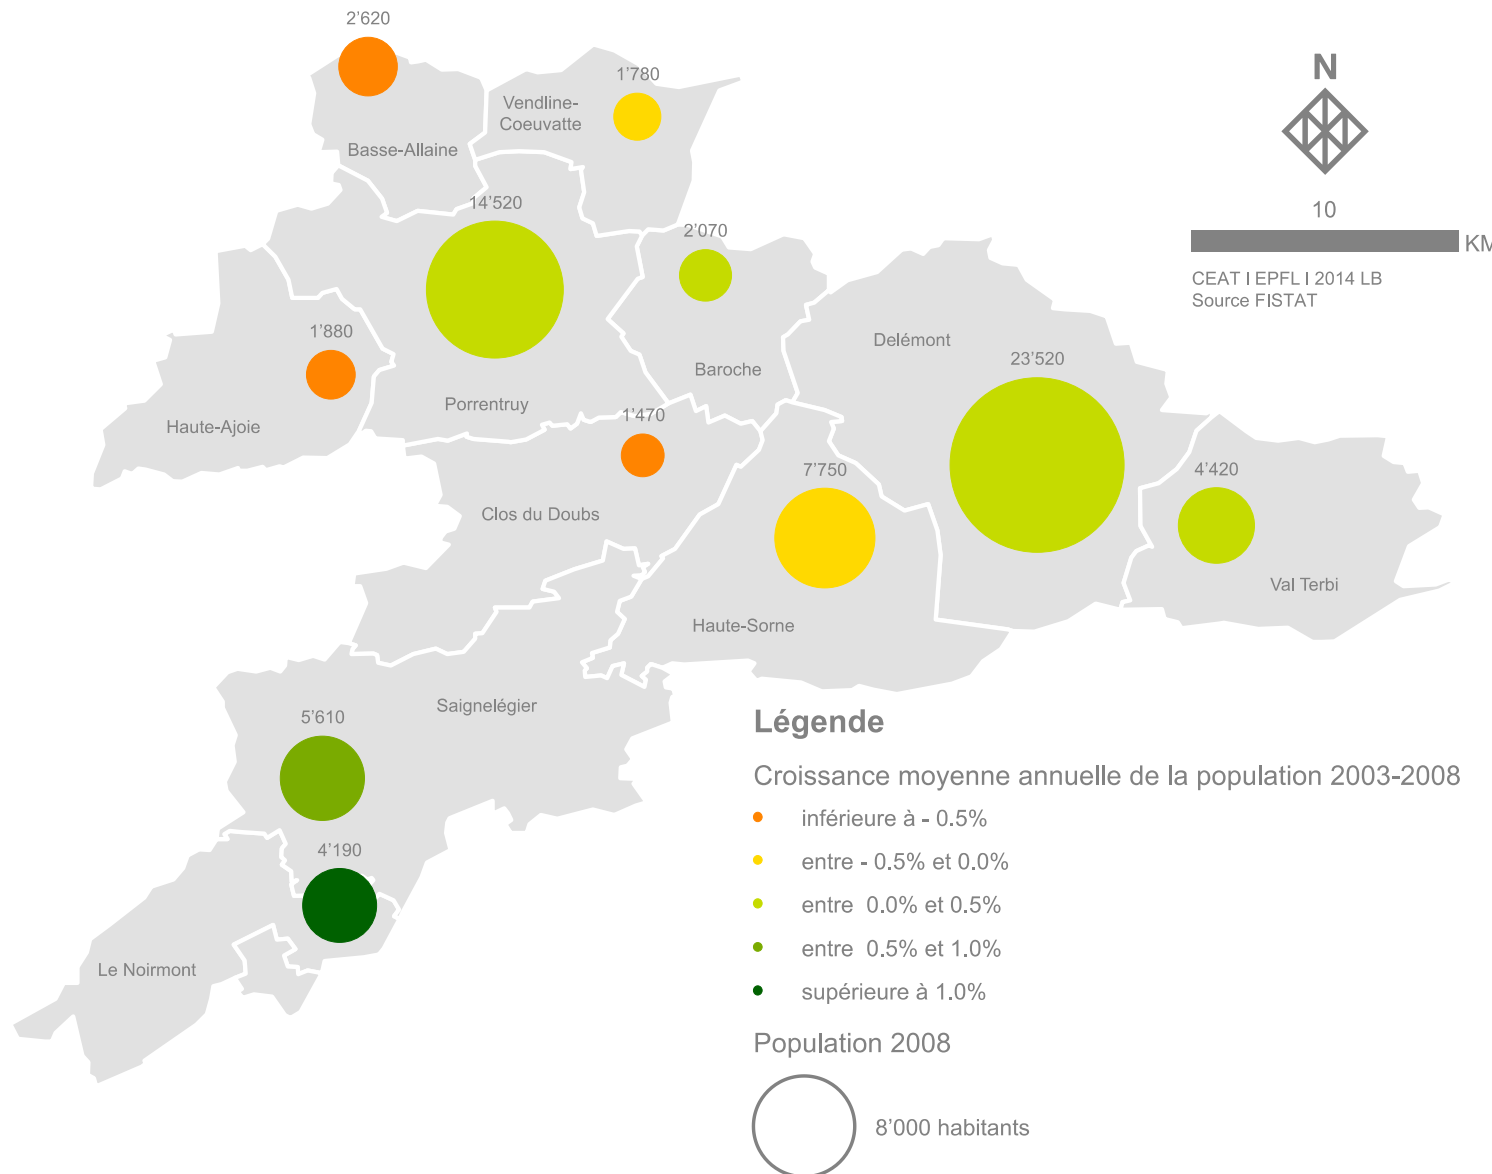 2’620
1’780
Vendline-
Coeuvatte
Basse-Allaine
N
14’520
10
2’070
KM
CEAT I EPFL I 2014 LB
Source FISTAT
1’880
Delémont
23’520
Baroche
Porrentruy
1’470
Haute-Ajoie
7’750
4’420
Clos du Doubs
Val Terbi
Haute-Sorne
Saignelégier
5’610
4’190
Le Noirmont
Légende
Croissance moyenne annuelle de la population 2003-2008
inférieure à - 0.5%
entre - 0.5% et 0.0%
entre 0.0% et 0.5%
entre 0.5% et 1.0%
supérieure à 1.0%
Population 2008
8’000 habitants